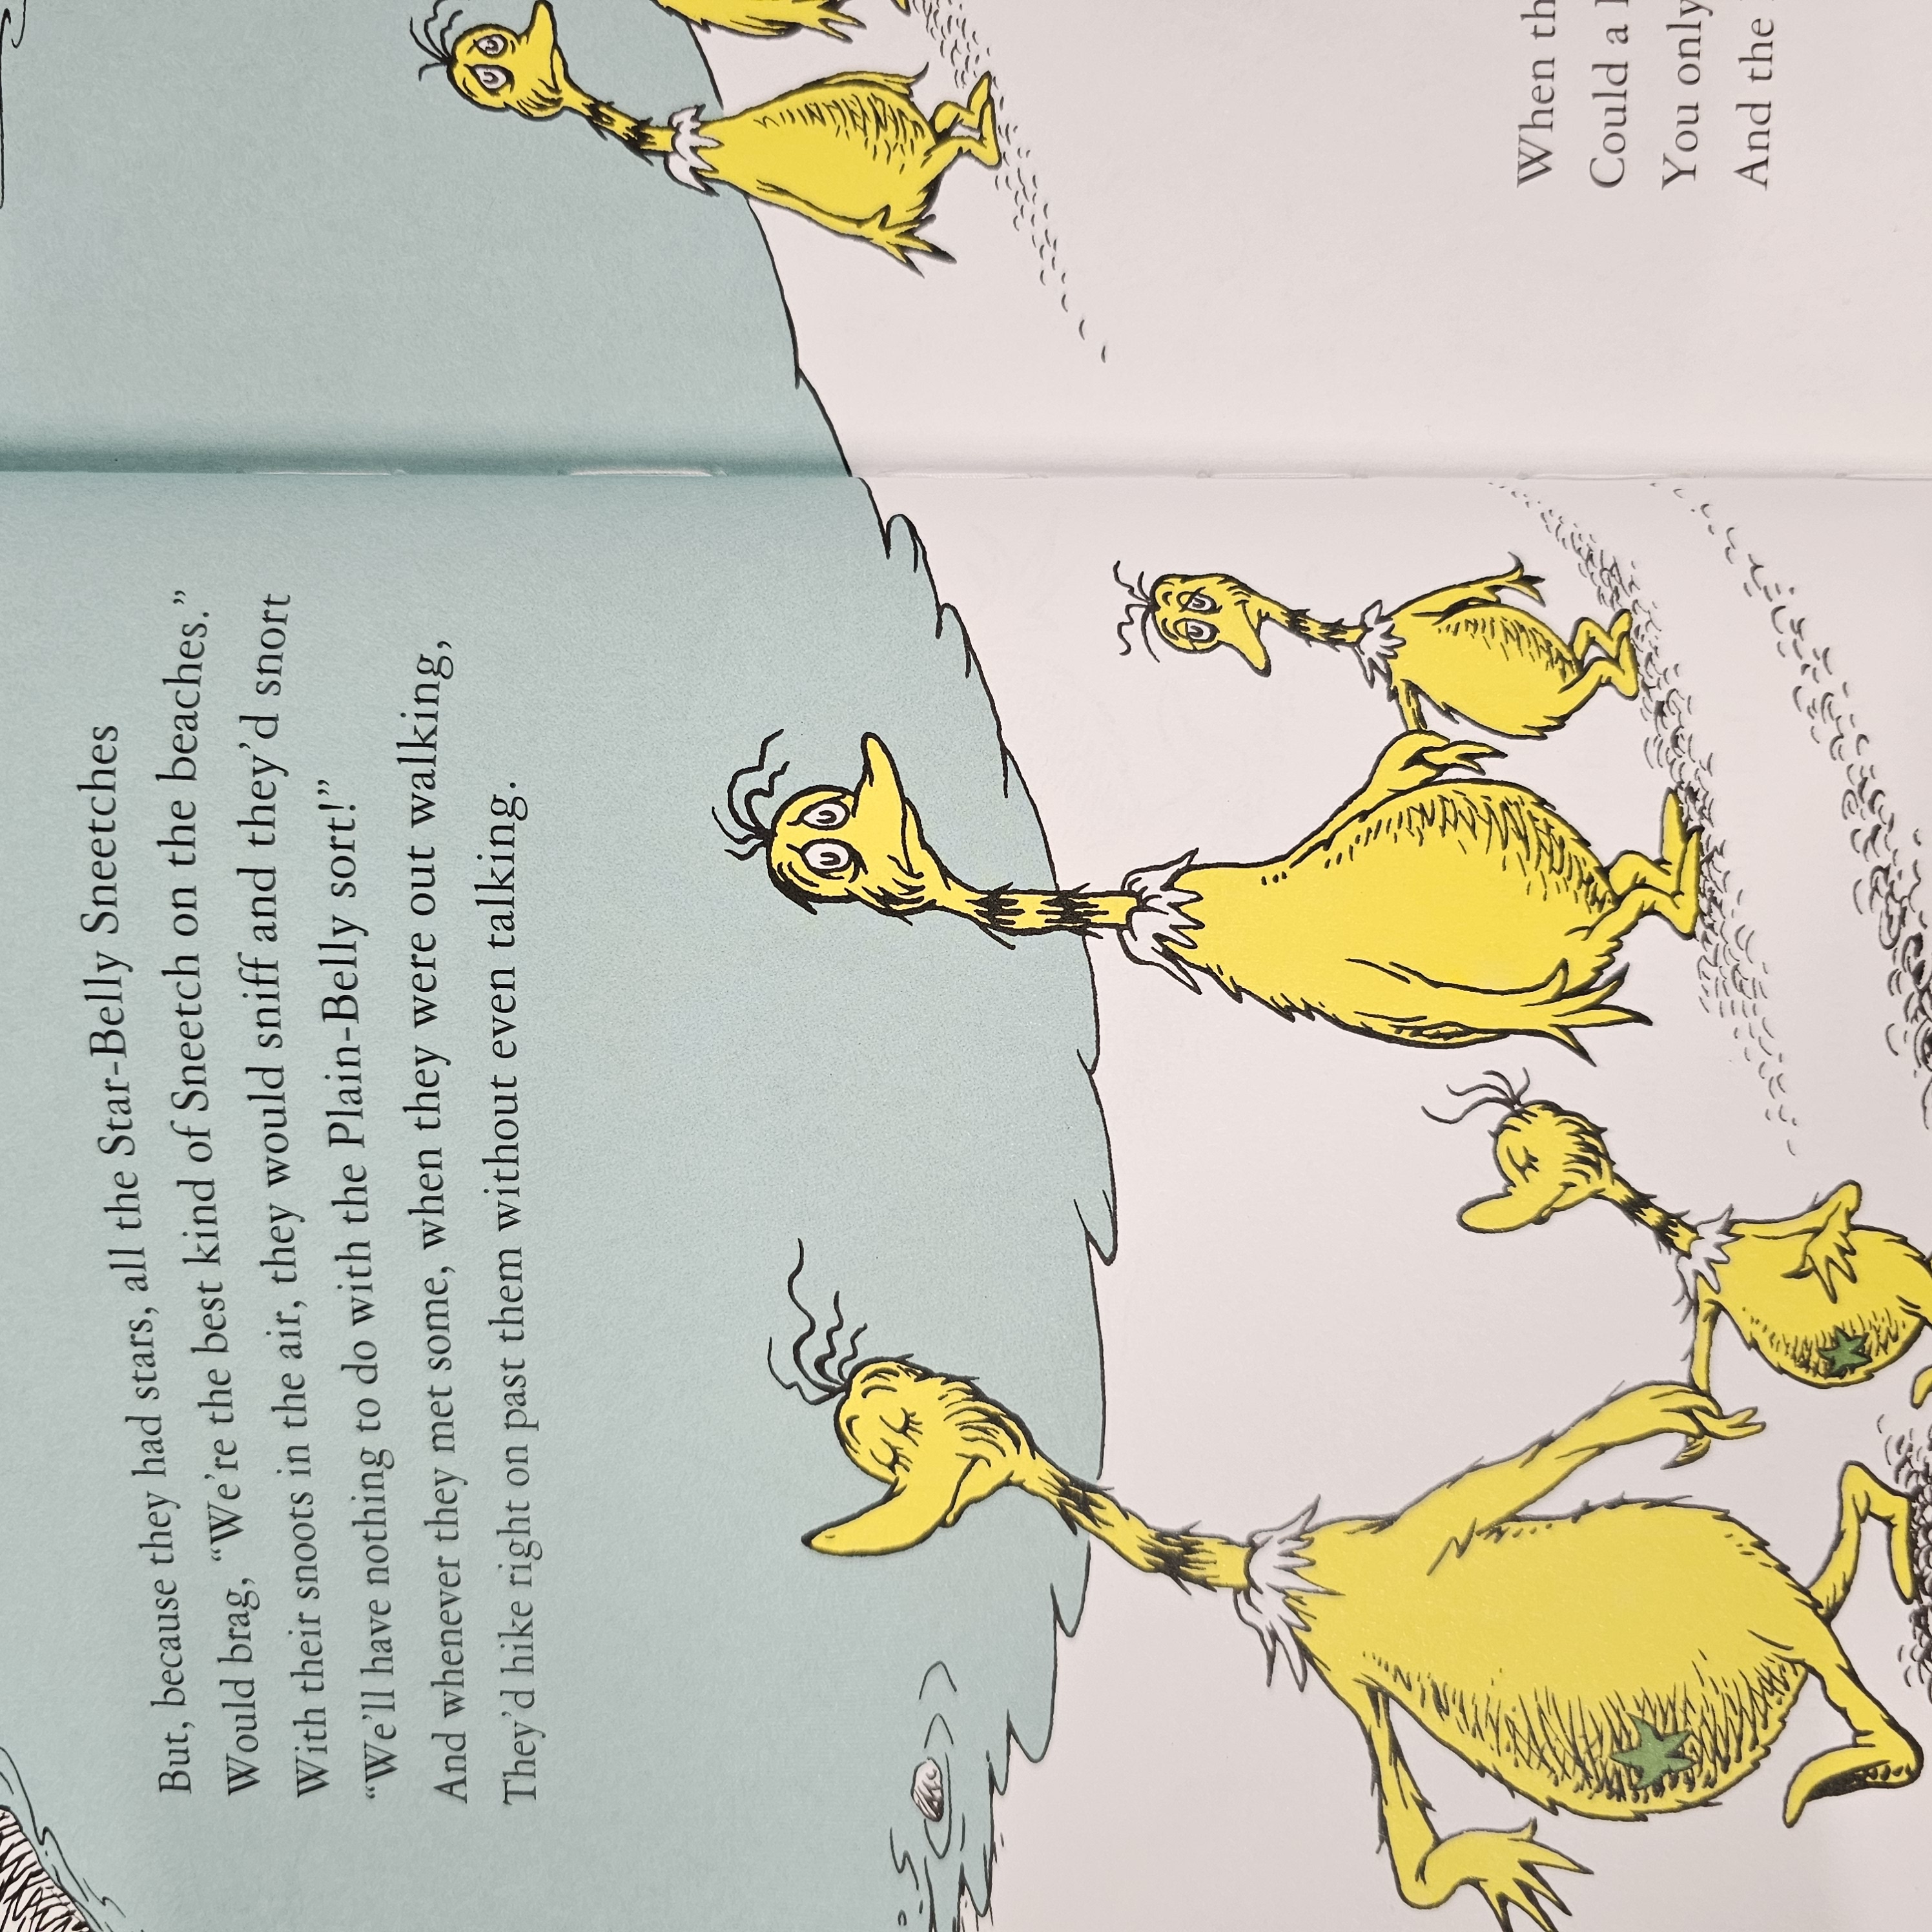 But, because they had stars, all the Star-Belly Sneetches
Would brag, “We’re the best kind of Sneetch on the beaches.”
With their snoots in the air, they would sniff and they’d snort
“We’ll have nothing to do with the Plain-Belly sort!”
And whenever they met some, when they were out walking,
They’d hike right on past them without even talking.
When
Could a
You only
And the